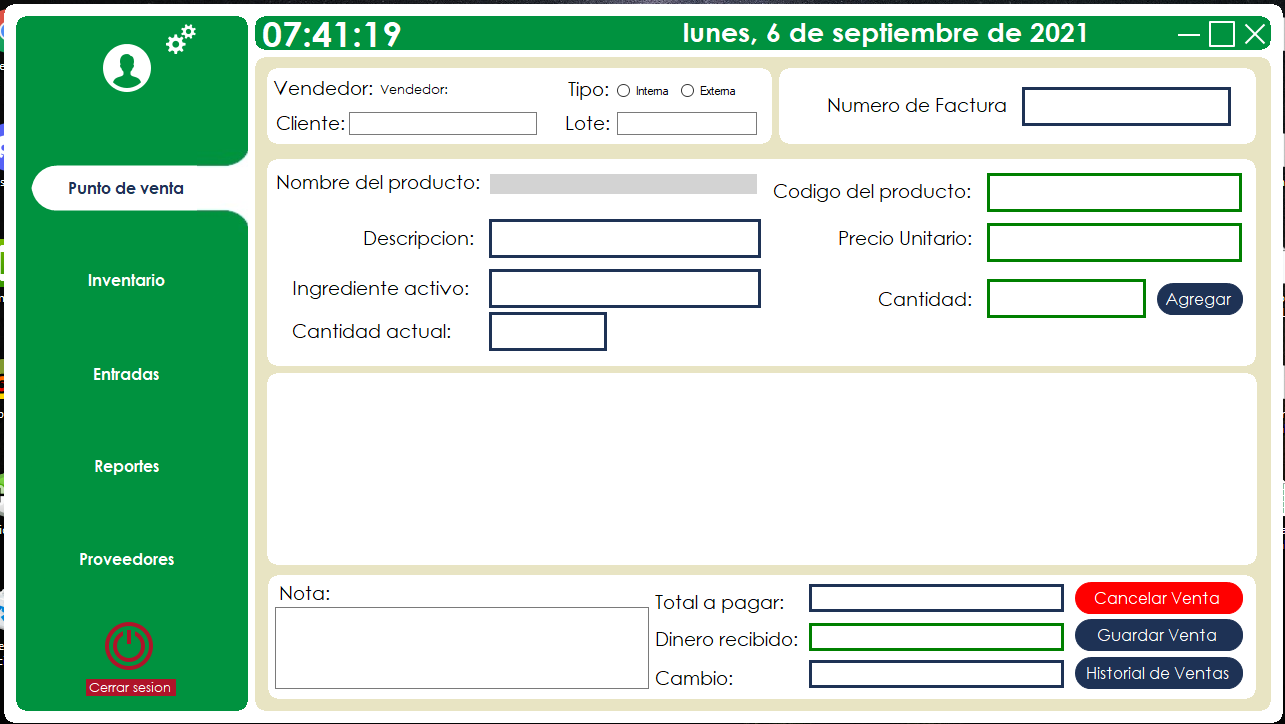 07:41:19
lunes, 6 de septiembre de 2021
Punto de venta
Inventario
Entradas
Reportes
Proveedores
Cerrar sesion
Vendedor: Vendedor:
Tipo: Interna Externa
Cliente:
Lote:
Numero de Factura
Nombre del producto:
Codigo del producto:
Descripcion:
Precio Unitario:
Ingrediente activo:
Cantidad:
Agregar
Cantidad actual:
Nota:
Total a pagar:
Cancelar Venta
Dinero recibido:
Guardar Venta
Cambio:
Historial de Ventas